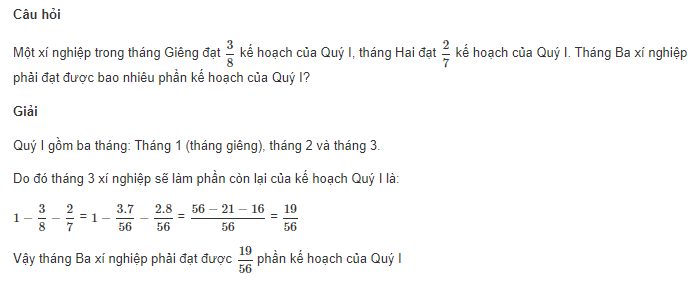 Câu hỏi
Một xí nghiệp trong tháng Giêng đạt 3/8 kế hoạch của Quý I, tháng Hai đạt 2/7 kế hoạch của Quý I. Tháng Ba xí nghiệp
phải đạt được bao nhiêu phần kế hoạch của Quý I?
Giải
Quý I gồm ba tháng: Tháng 1 (tháng giêng), tháng 2 và tháng 3.
Do đó tháng 3 xí nghiệp sẽ làm phần còn lại của kế hoạch Quý I là:
1 − 3/8 − 2/7 = 1 − 3.7/56 − 2.8/56 = (56 − 21 − 16)/56 = 19/56
Vậy tháng Ba xí nghiệp phải đạt được 19/56 phần kế hoạch của Quý I